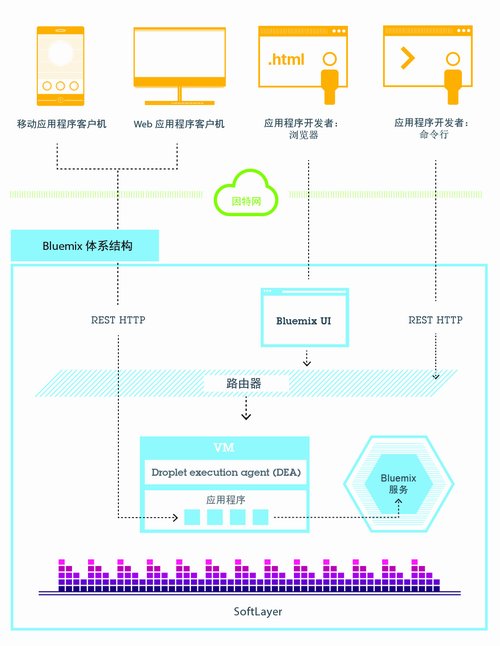 .html
移动应用程序客户机
Web 应用程序客户机
应用程序开发者：
浏览器
应用程序开发者：
命令行
因特网
Bluemix 体系结构
REST HTTP
Bluemix UI
REST HTTP
路由器
VM
Droplet execution agent (DEA)
应用程序
Bluemix
服务
SoftLayer